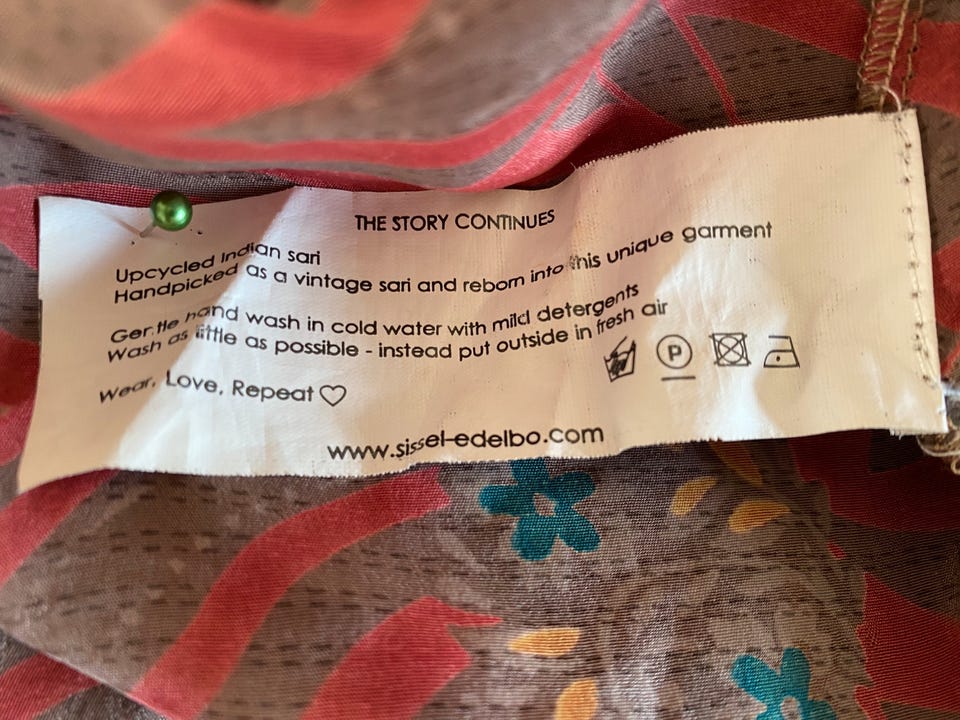 THE STORY CONTINUES
Upcycled Indian sari
Handpicked as a vintage sari and reborn into this unique garment
Gentle hand wash in cold water with mild detergents
Wash as little as possible - instead put outside in fresh air
P
Wear, Love, Repeat ♡
www.sissel-edelbo.com